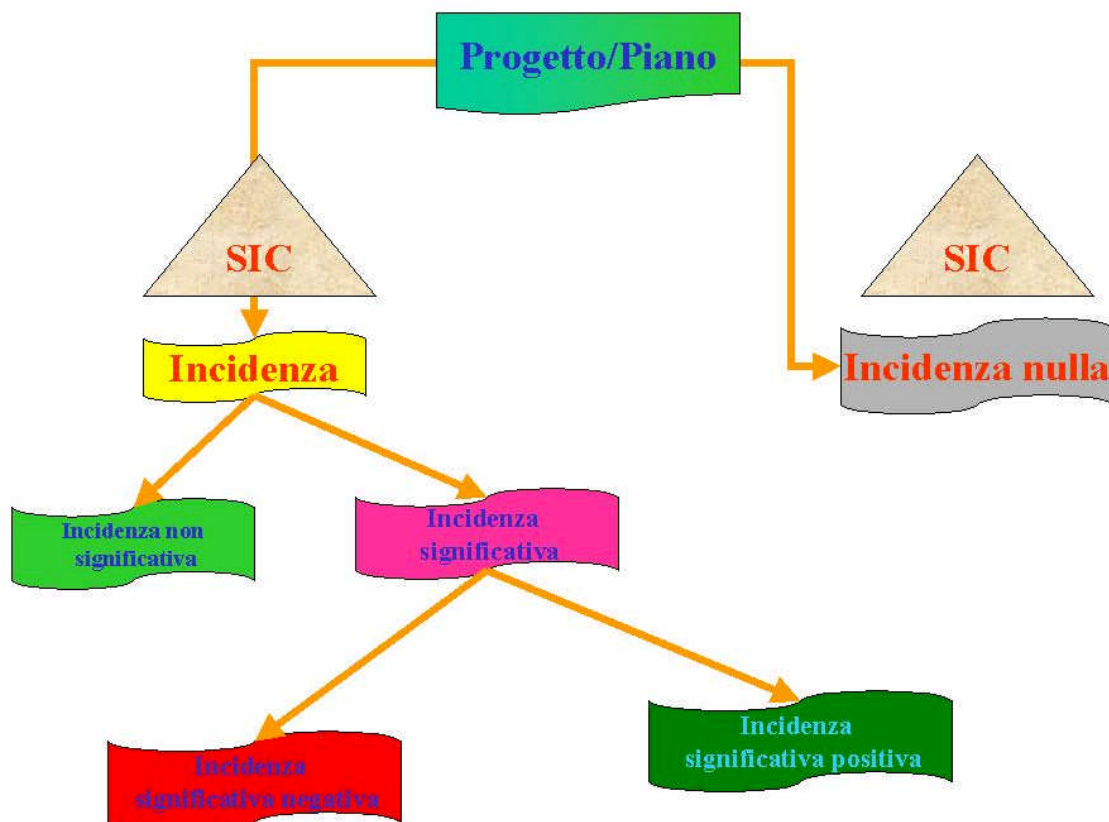 Progetto/Piano
SIC
SIC
Incidenza
Incidenza nulla
Incidenza non
significativa
Incidenza
significativa
Incidenza
significativa negativa
Incidenza
significativa positiva